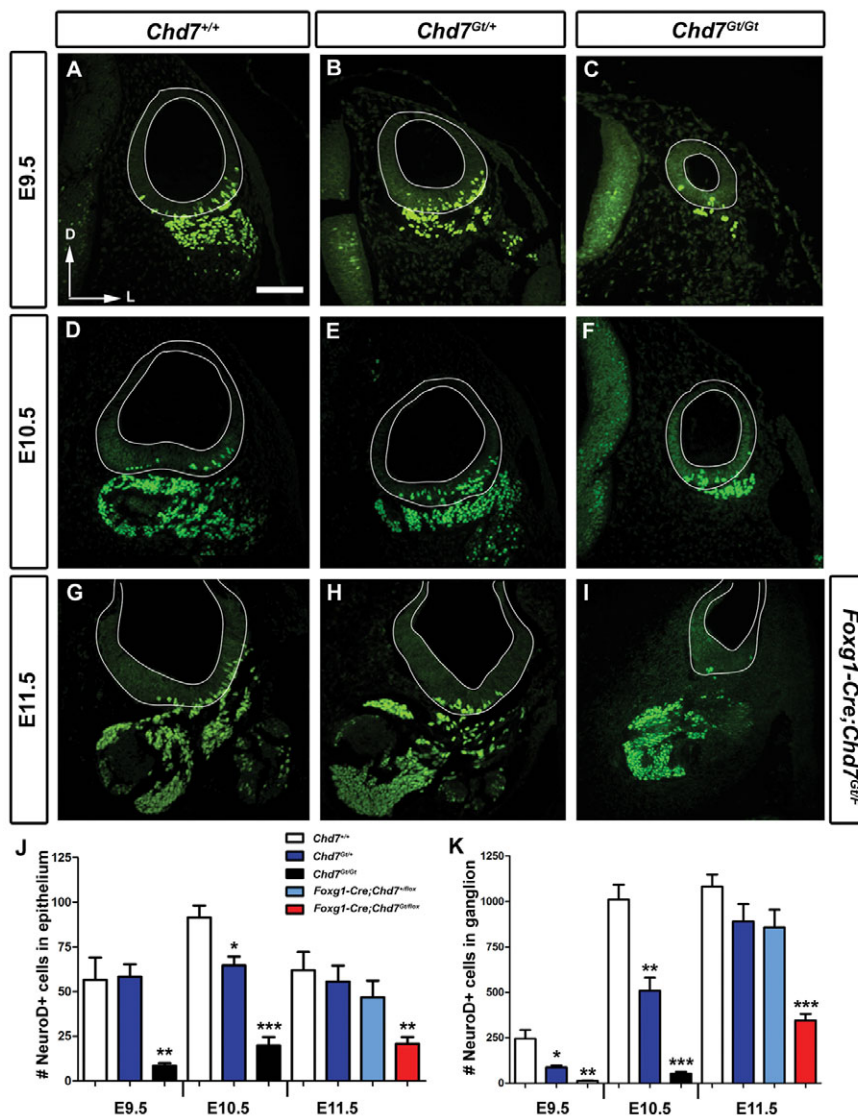 Chd7+/+ Chd7Gt/+ Chd7Gt/Gt
E9.5
A B C
D
L
E10.5
D E F
E11.5
G H I
Foxg1-Cre;Chd7Gt/F
J
# NeuroD+ cells in epithelium
125
100
75
50
25
0
** * *** **
E9.5 E10.5 E11.5
Chd7+/+
Chd7Gt/+
Chd7Gt/Gt
Foxg1-Cre;Chd7+/flox
Foxg1-Cre;Chd7Gt/flox
K
# NeuroD+ cells in ganglion
1250
1000
750
500
250
0
* ** ** *** ***
E9.5 E10.5 E11.5